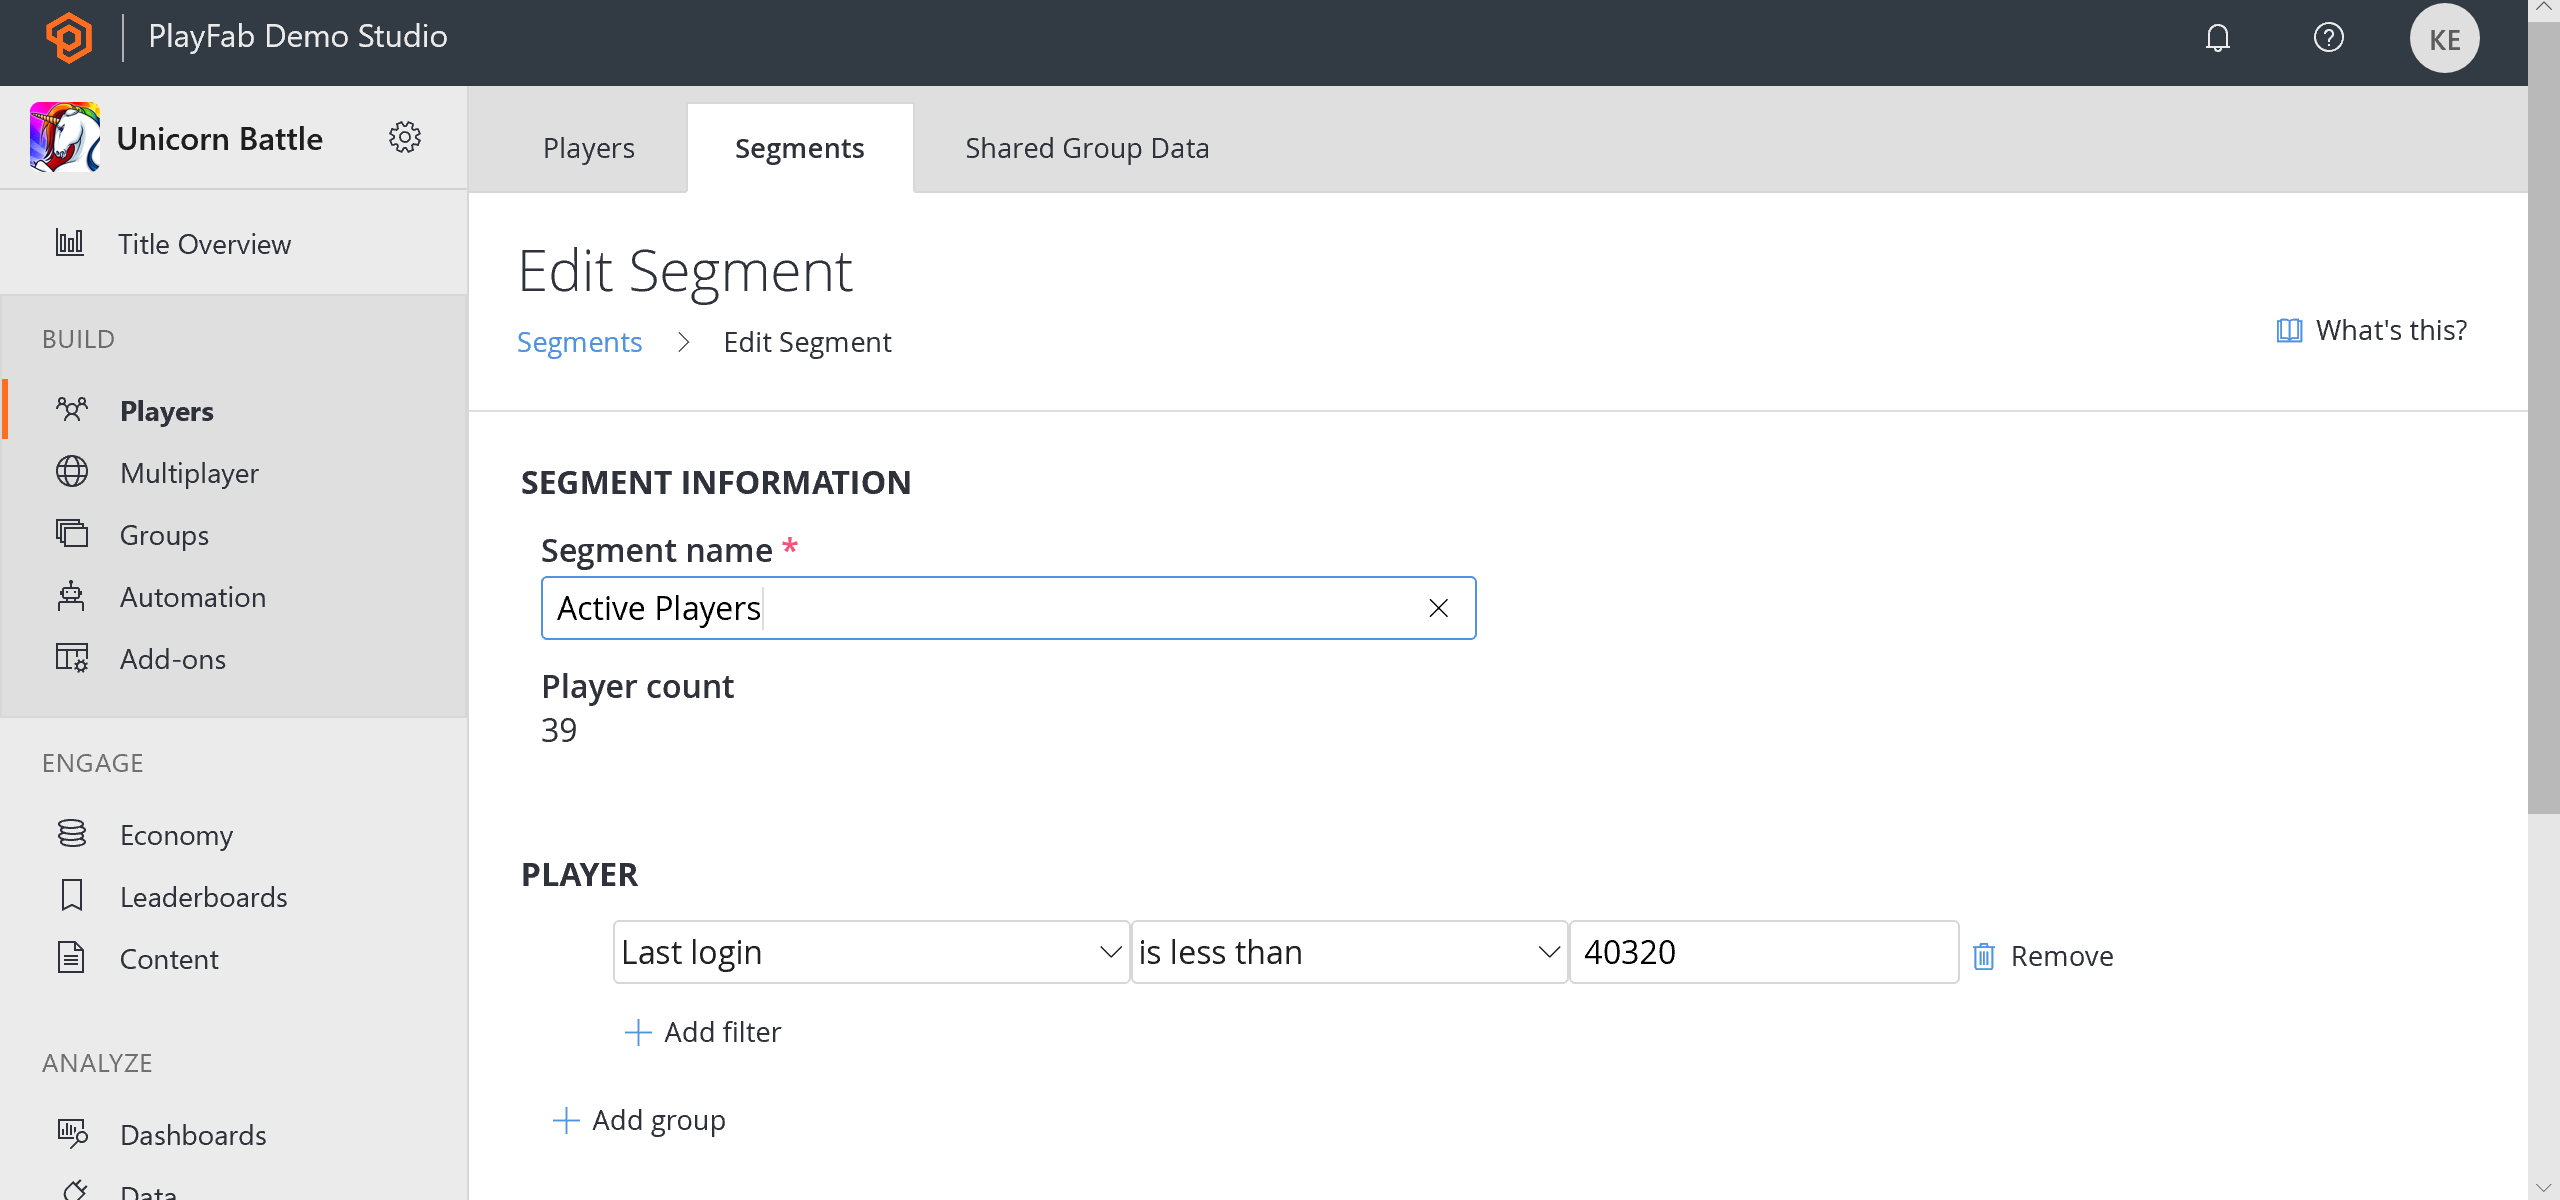 PlayFab Demo Studio
KE
Unicorn Battle
Players
Segments
Shared Group Data
Title Overview
BUILD
Players
Multiplayer
Groups
Automation
Add-ons
ENGAGE
Economy
Leaderboards
Content
ANALYZE
Dashboards
Data
Edit Segment
Segments > Edit Segment
What's this?
SEGMENT INFORMATION
Segment name *
Active Players
Player count
39
PLAYER
Last login is less than 40320 Remove
Add filter
Add group